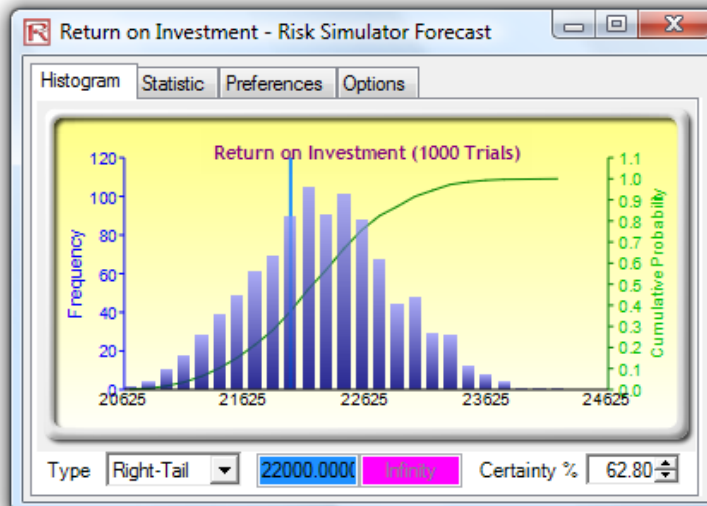 Return on Investment - Risk Simulator Forecast
Histogram Statistic Preferences Options
Return on Investment (1000 Trials)
Frequency
120
100
80
60
40
20
0
1.1
1.0
0.9
0.8
0.7
0.6
0.5
0.4
0.3
0.2
0.1
0.0
Cumulative Probability
20625 21625 22625 23625 24625
Type Right-Tail 22000.0000 Infinity Certainty % 62.80